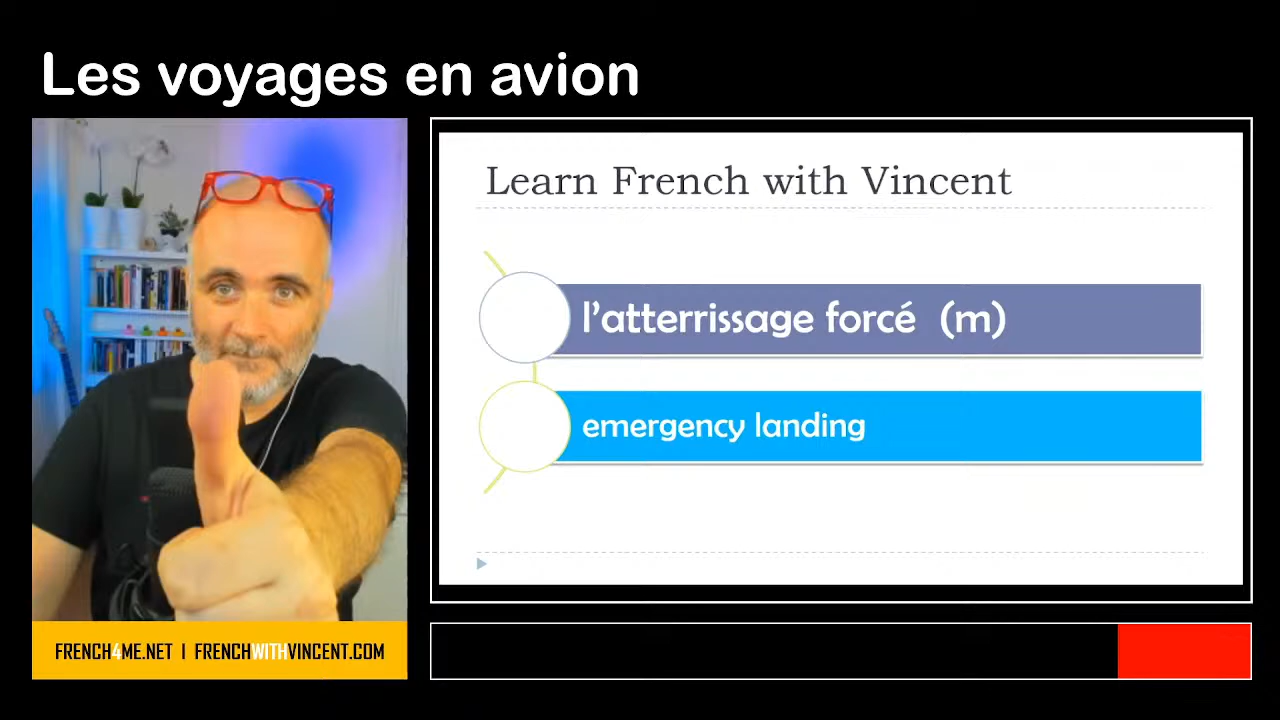 Les voyages en avion
Learn French with Vincent
l'atterrissage forcé (m)
emergency landing
FRENCH4ME.NET I FRENCHWITHVINCENT.COM